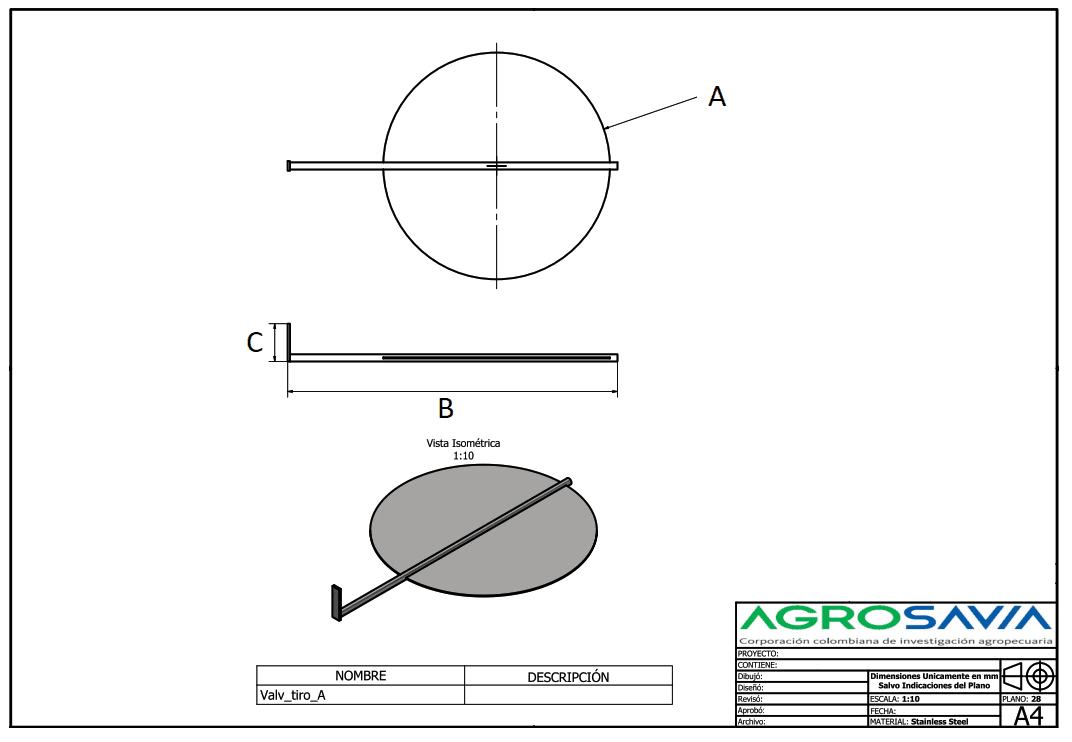 A
C
B
Vista Isométrica
1:10
NOMBRE DESCRIPCIÓN
Valv_tiro_A
AGROSAVIA
Corporación colombiana de investigación agropecuaria
PROYECTO:
CONTIENE:
Dibujó:
Diseñó:
Dimensiones Unicamente en mm
Salvo Indicaciones del Plano
Revisó: ESCALA: 1:10 PLANO: 28
Aprobó: FECHA:
Archivo: MATERIAL: Stainless Steel
A4